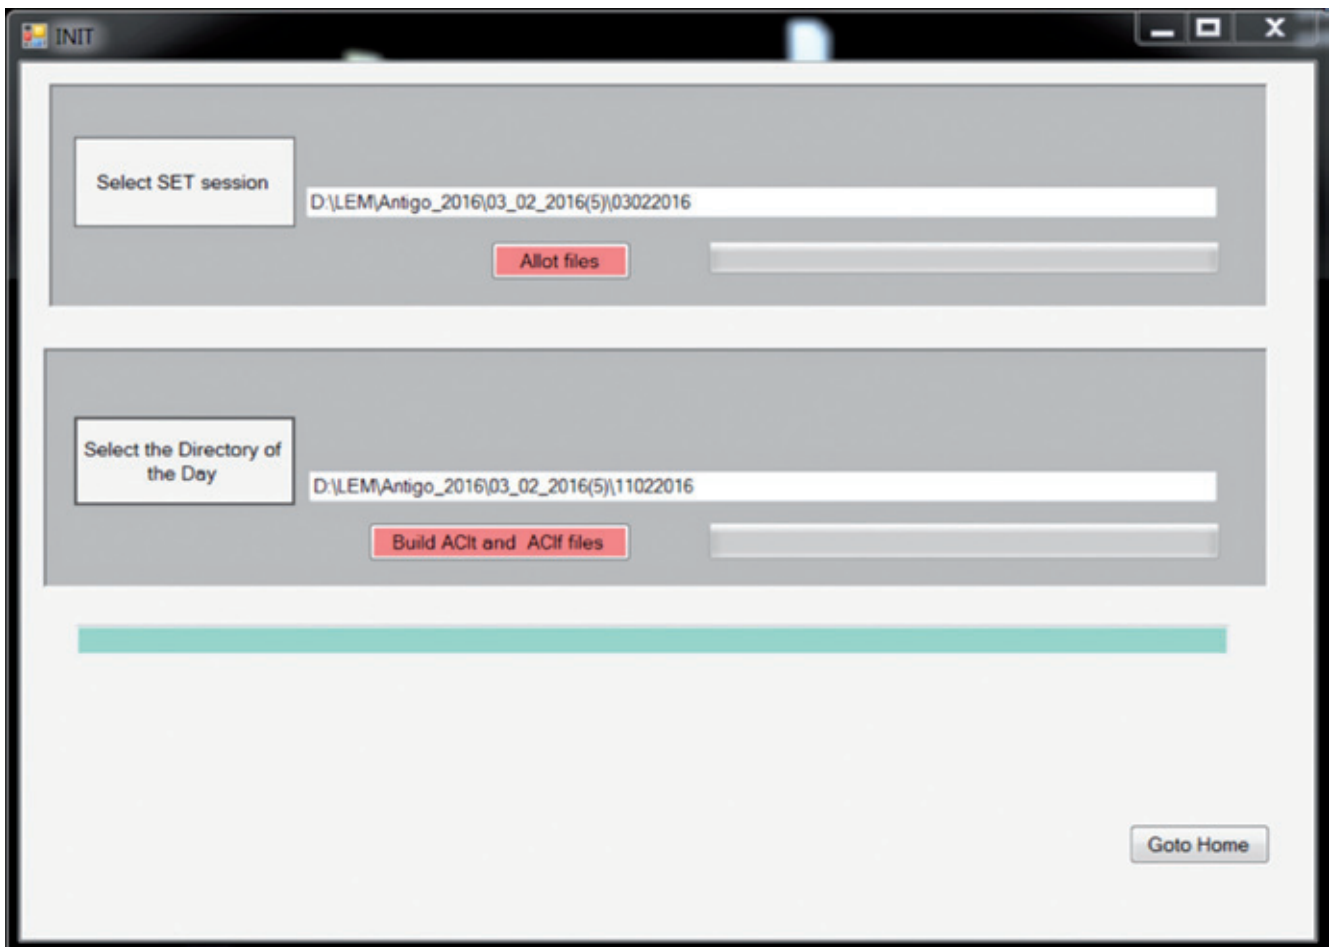 INIT
Select SET session
D:\LEM\Antigo_2016\03_02_2016(5)\03022016
Allot files
Select the Directory of
the Day
D:\LEM\Antigo_2016\03_02_2016(5)\11022016
Build AClt and  AClf files
Goto Home